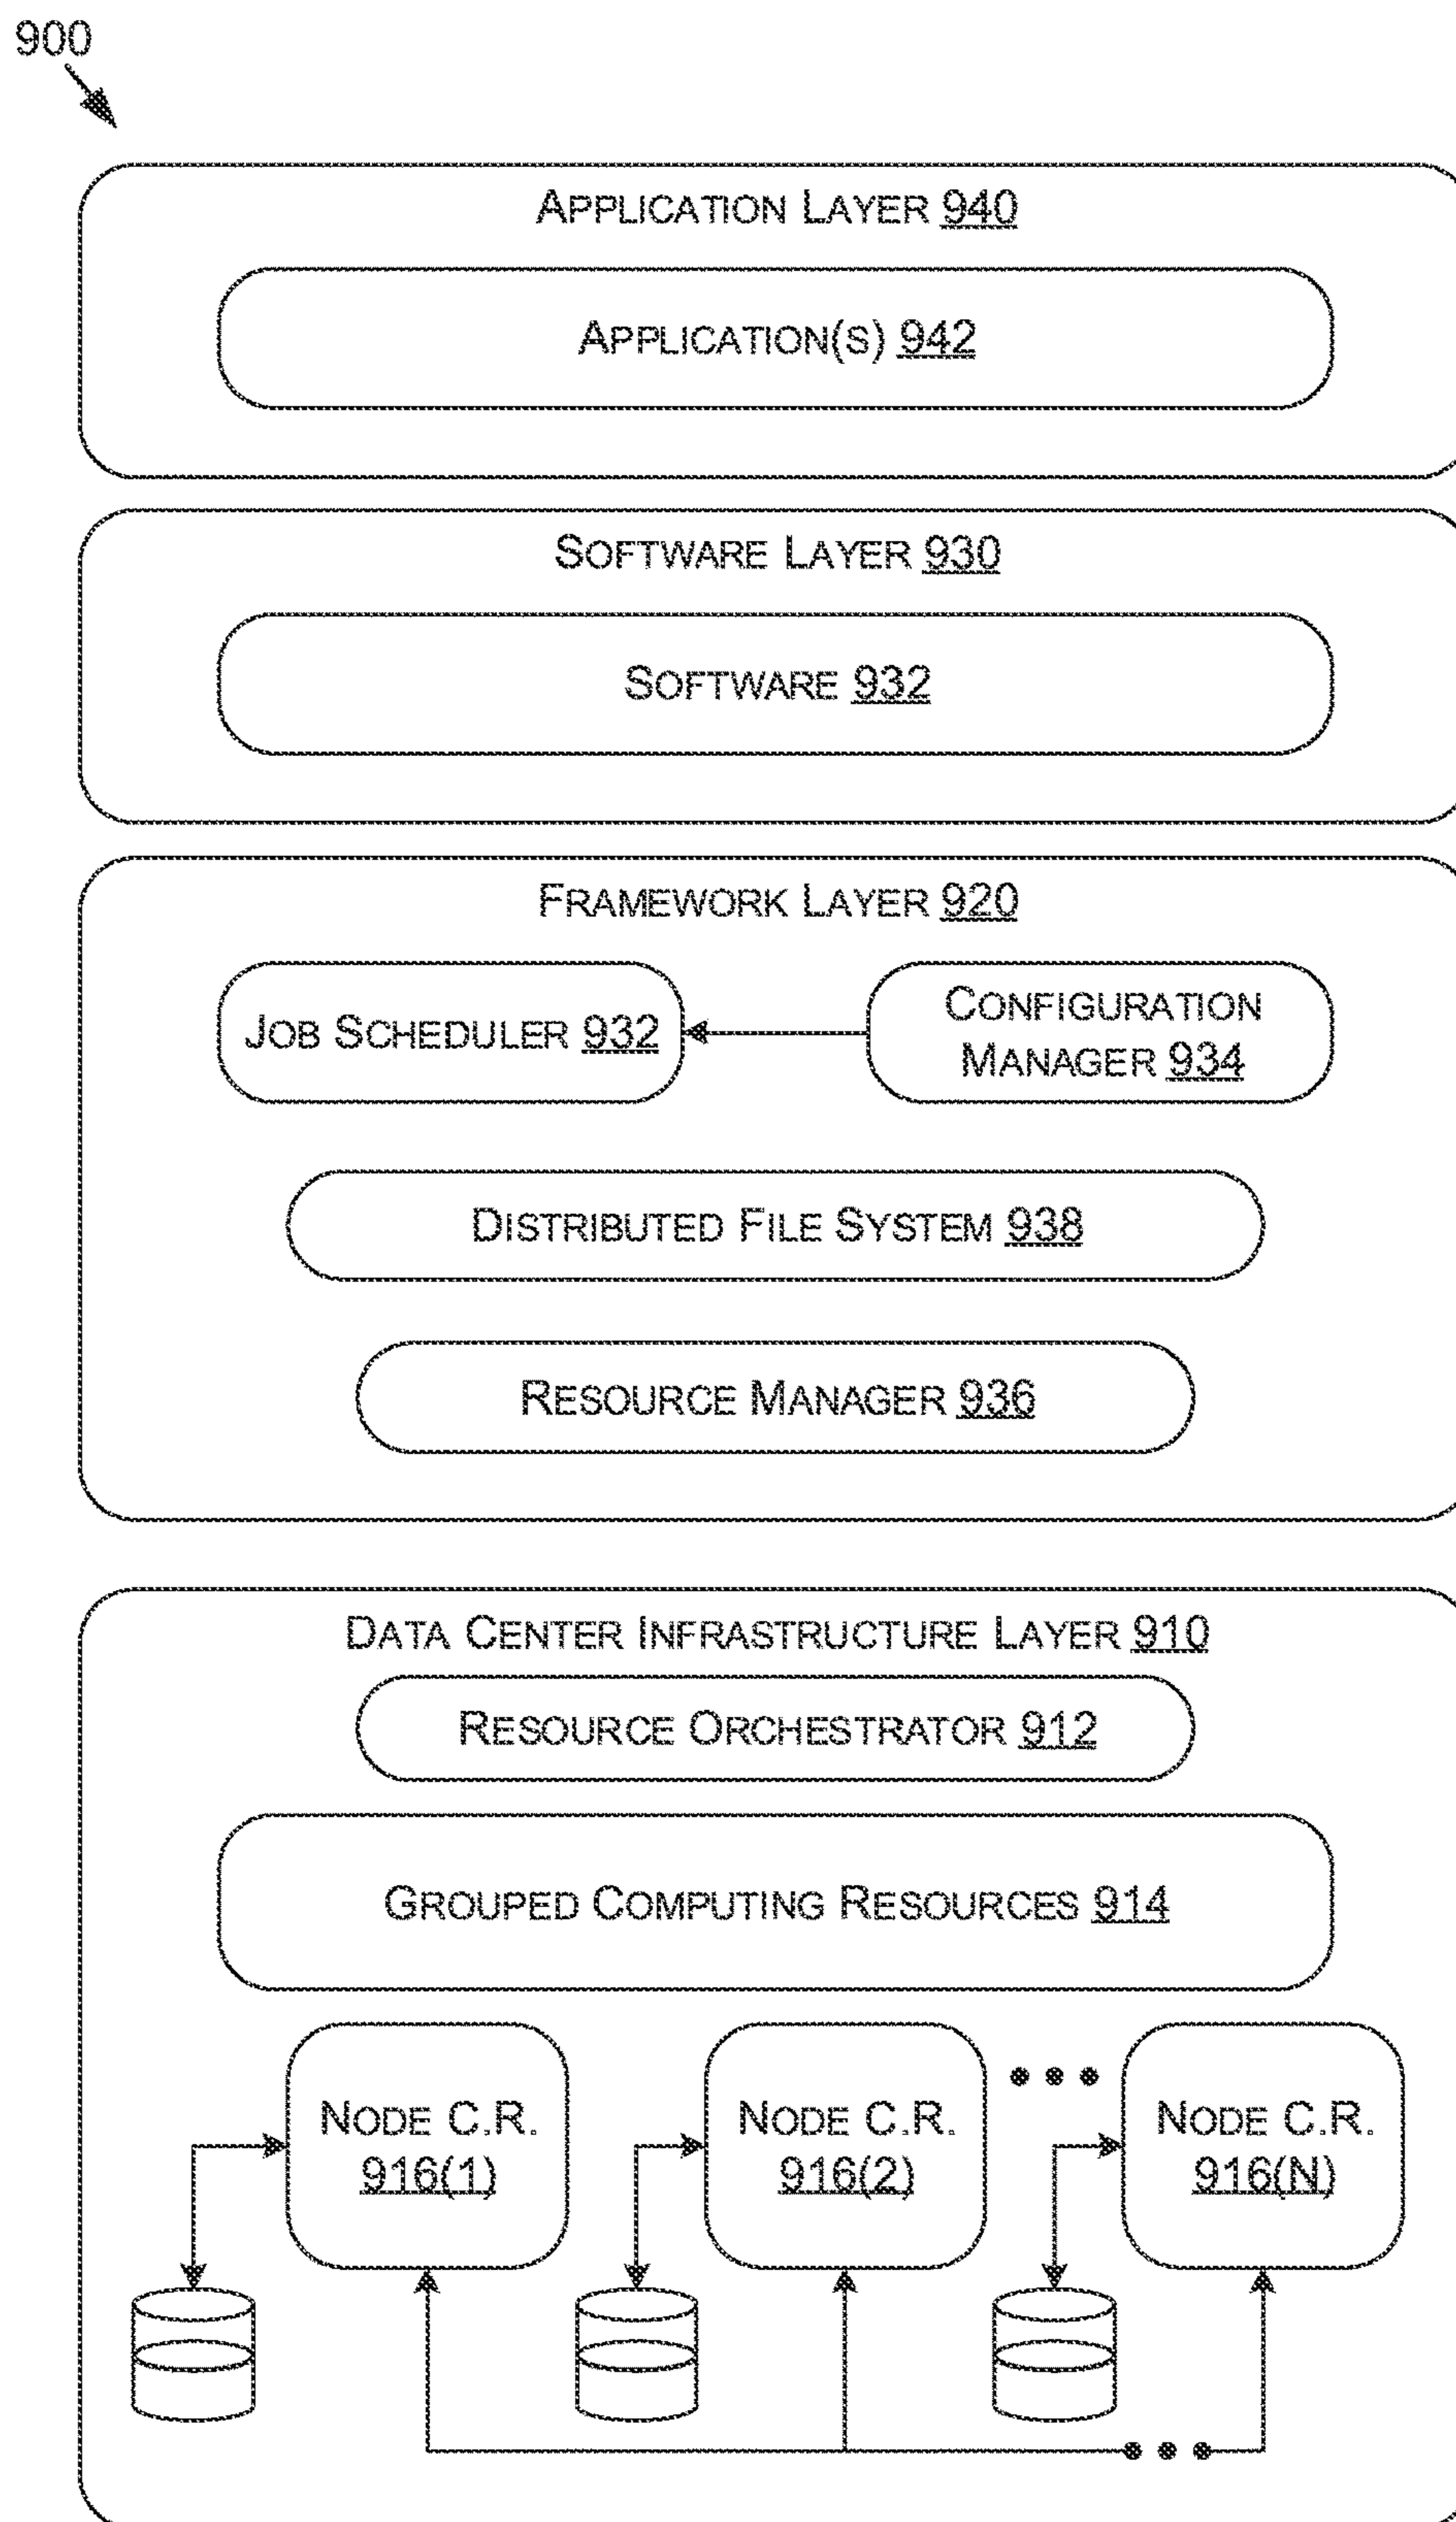 900
APPLICATION LAYER 940
APPLICATION(S) 942
SOFTWARE LAYER 930
SOFTWARE 932
FRAMEWORK LAYER 920
JOB SCHEDULER 932
CONFIGURATION
MANAGER 934
DISTRIBUTED FILE SYSTEM 938
RESOURCE MANAGER 936
DATA CENTER INFRASTRUCTURE LAYER 910
RESOURCE ORCHESTRATOR 912
GROUPED COMPUTING RESOURCES 914
NODE C.R.
916(1)
NODE C.R.
916(2)
NODE C.R.
916(N)